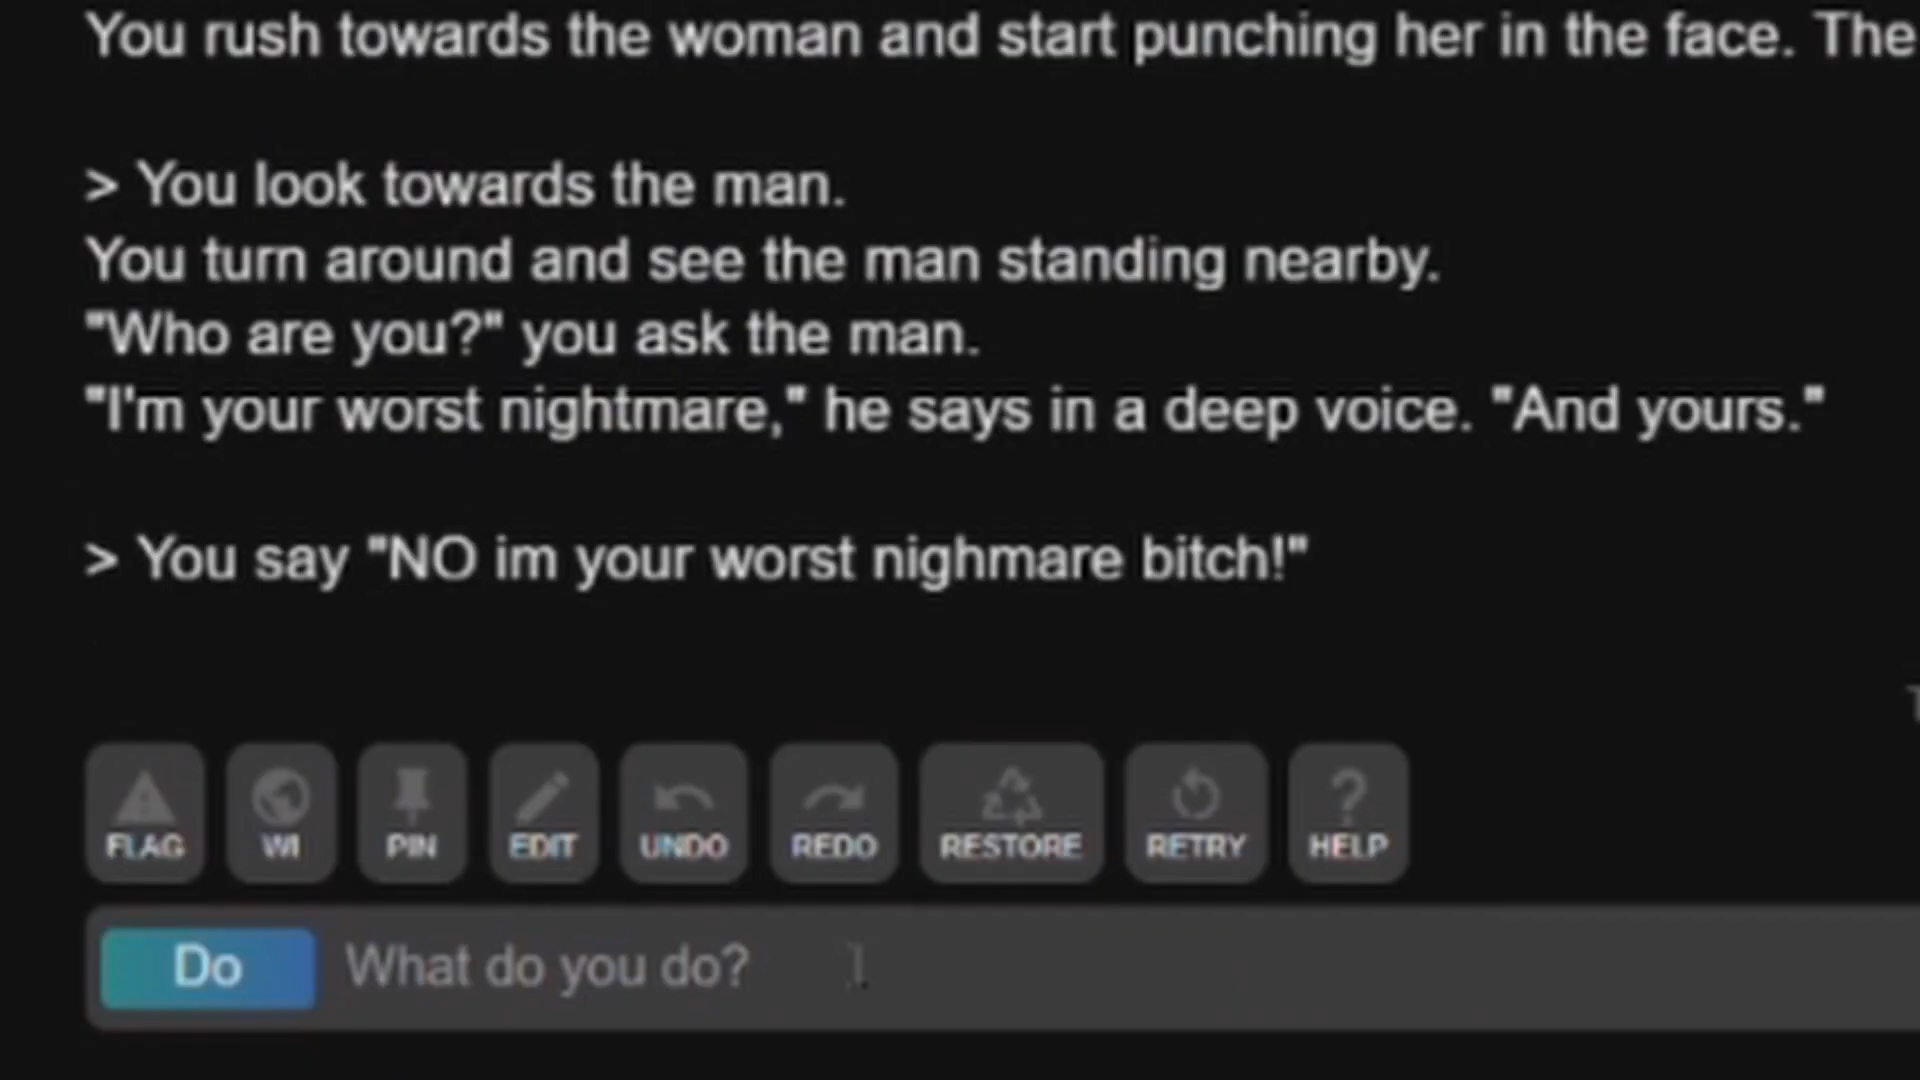 You rush towards the woman and start punching her in the face. The
> You look towards the man.
You turn around and see the man standing nearby.
"Who are you?" you ask the man.
"I'm your worst nightmare," he says in a deep voice. "And yours."
> You say "NO im your worst nighmare bitch!"
FLAG WI PIN EDIT UNDO REDO RESTORE RETRY HELP
Do What do you do?